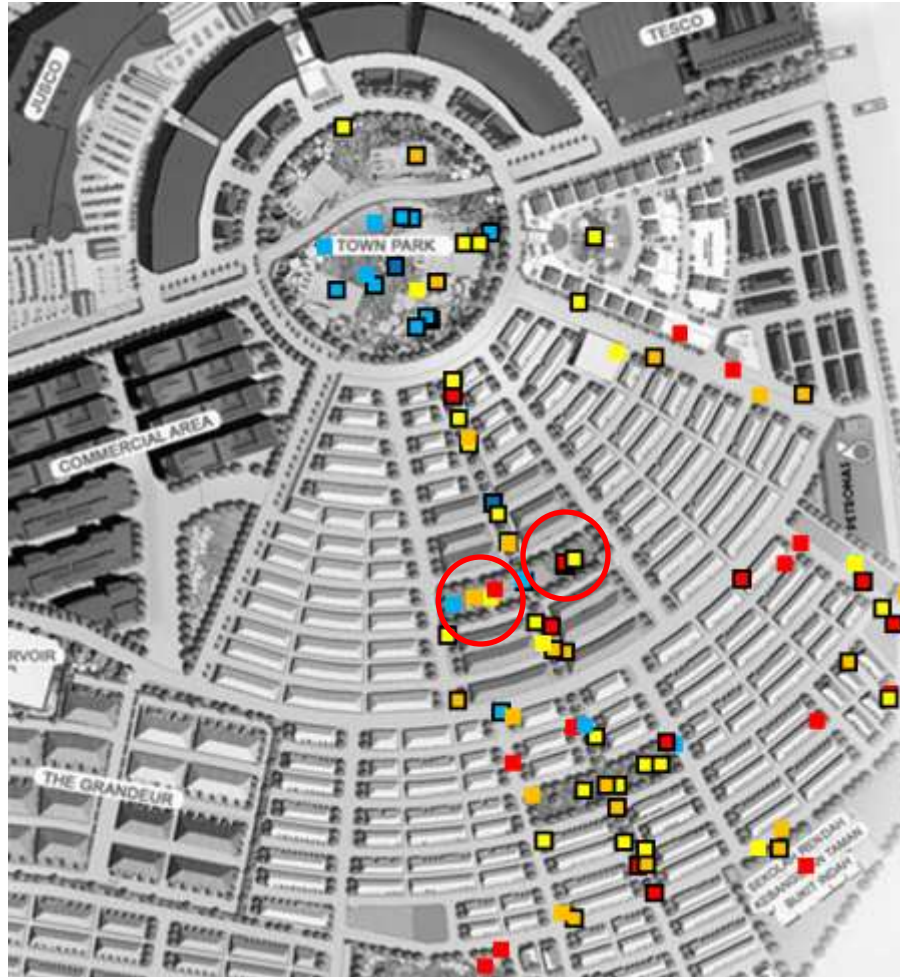 TESCO
JUSCO
TOWN PARK
COMMERCIAL AREA
PETRONAS
THE GRANDEUR
SEKOLAH RENDAH
KEBANGSAAN TAMAN
BUKIT INDAH